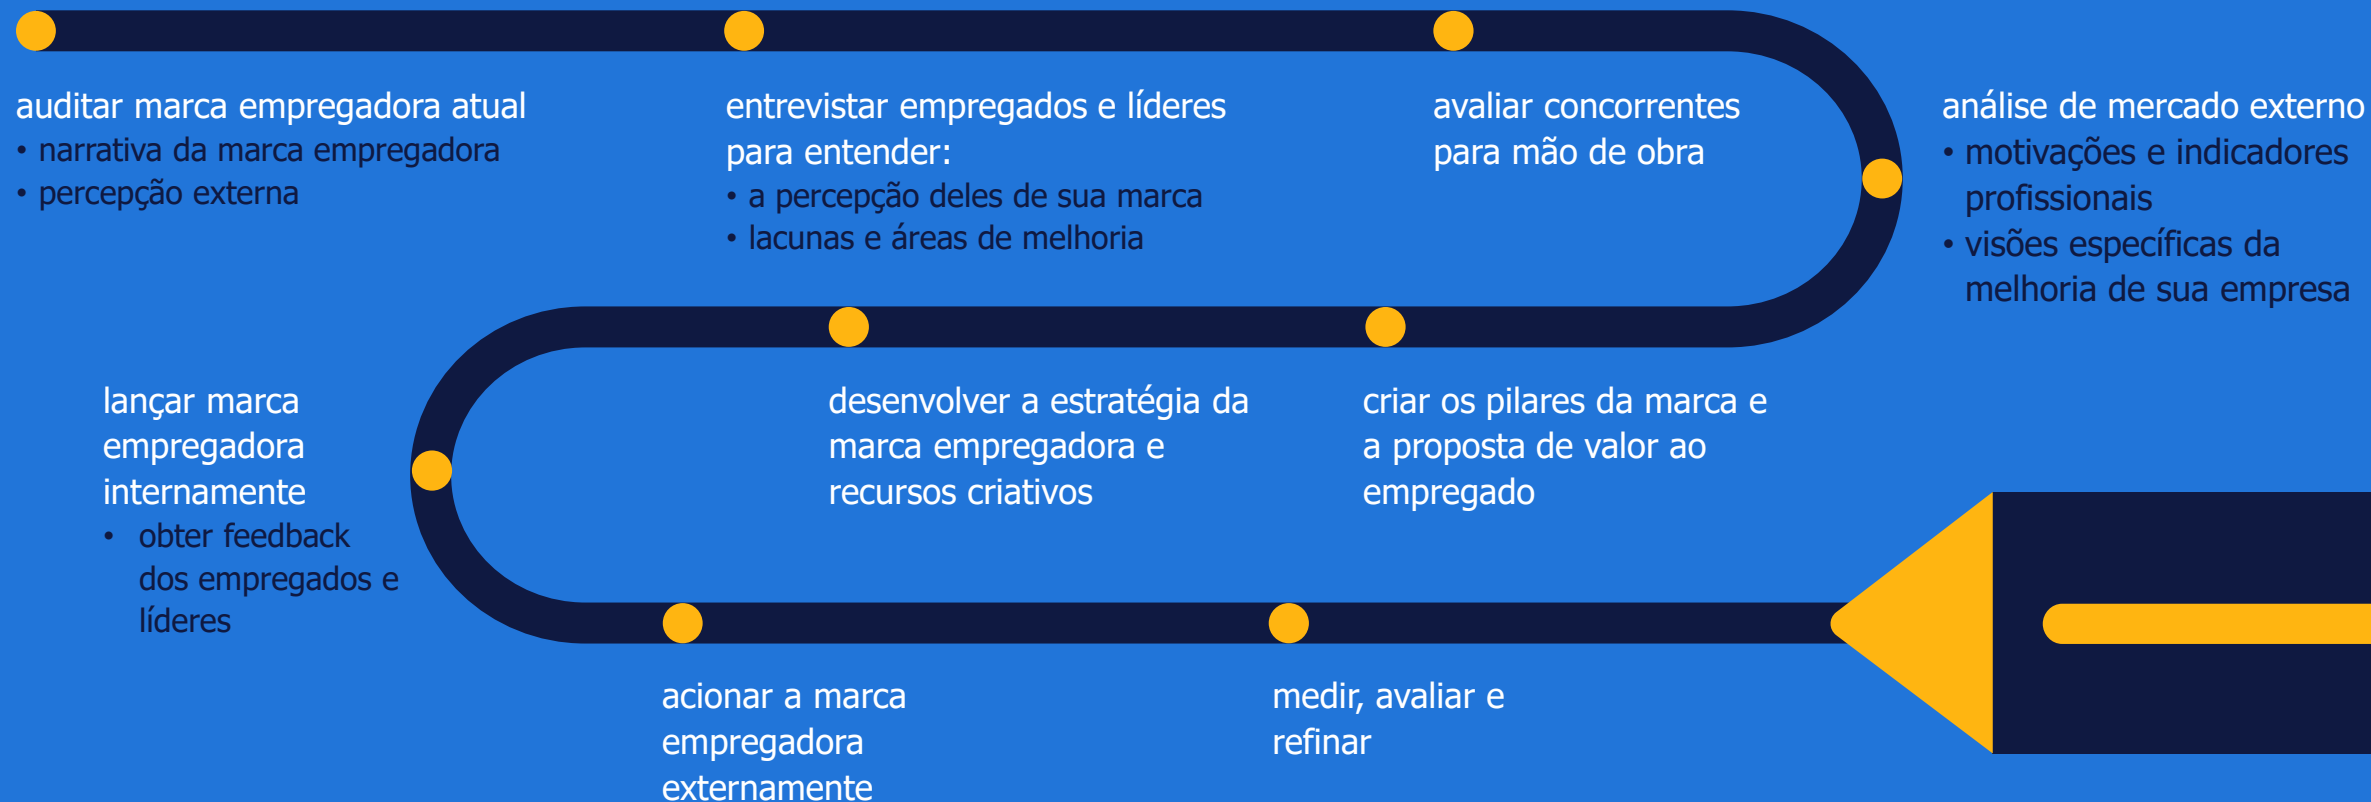 auditar marca empregadora atual
• narrativa da marca empregadora
• percepção externa
entrevistar empregados e líderes
para entender:
• a percepção deles de sua marca
• lacunas e áreas de melhoria
avaliar concorrentes
para mão de obra
análise de mercado externo
• motivações e indicadores
profissionais
• visões específicas da
melhoria de sua empresa
criar os pilares da marca e
a proposta de valor ao
empregado
desenvolver a estratégia da
marca empregadora e
recursos criativos
lançar marca
empregadora
internamente
• obter feedback
dos empregados e
líderes
acionar a marca
empregadora
externamente
medir, avaliar e
refinar